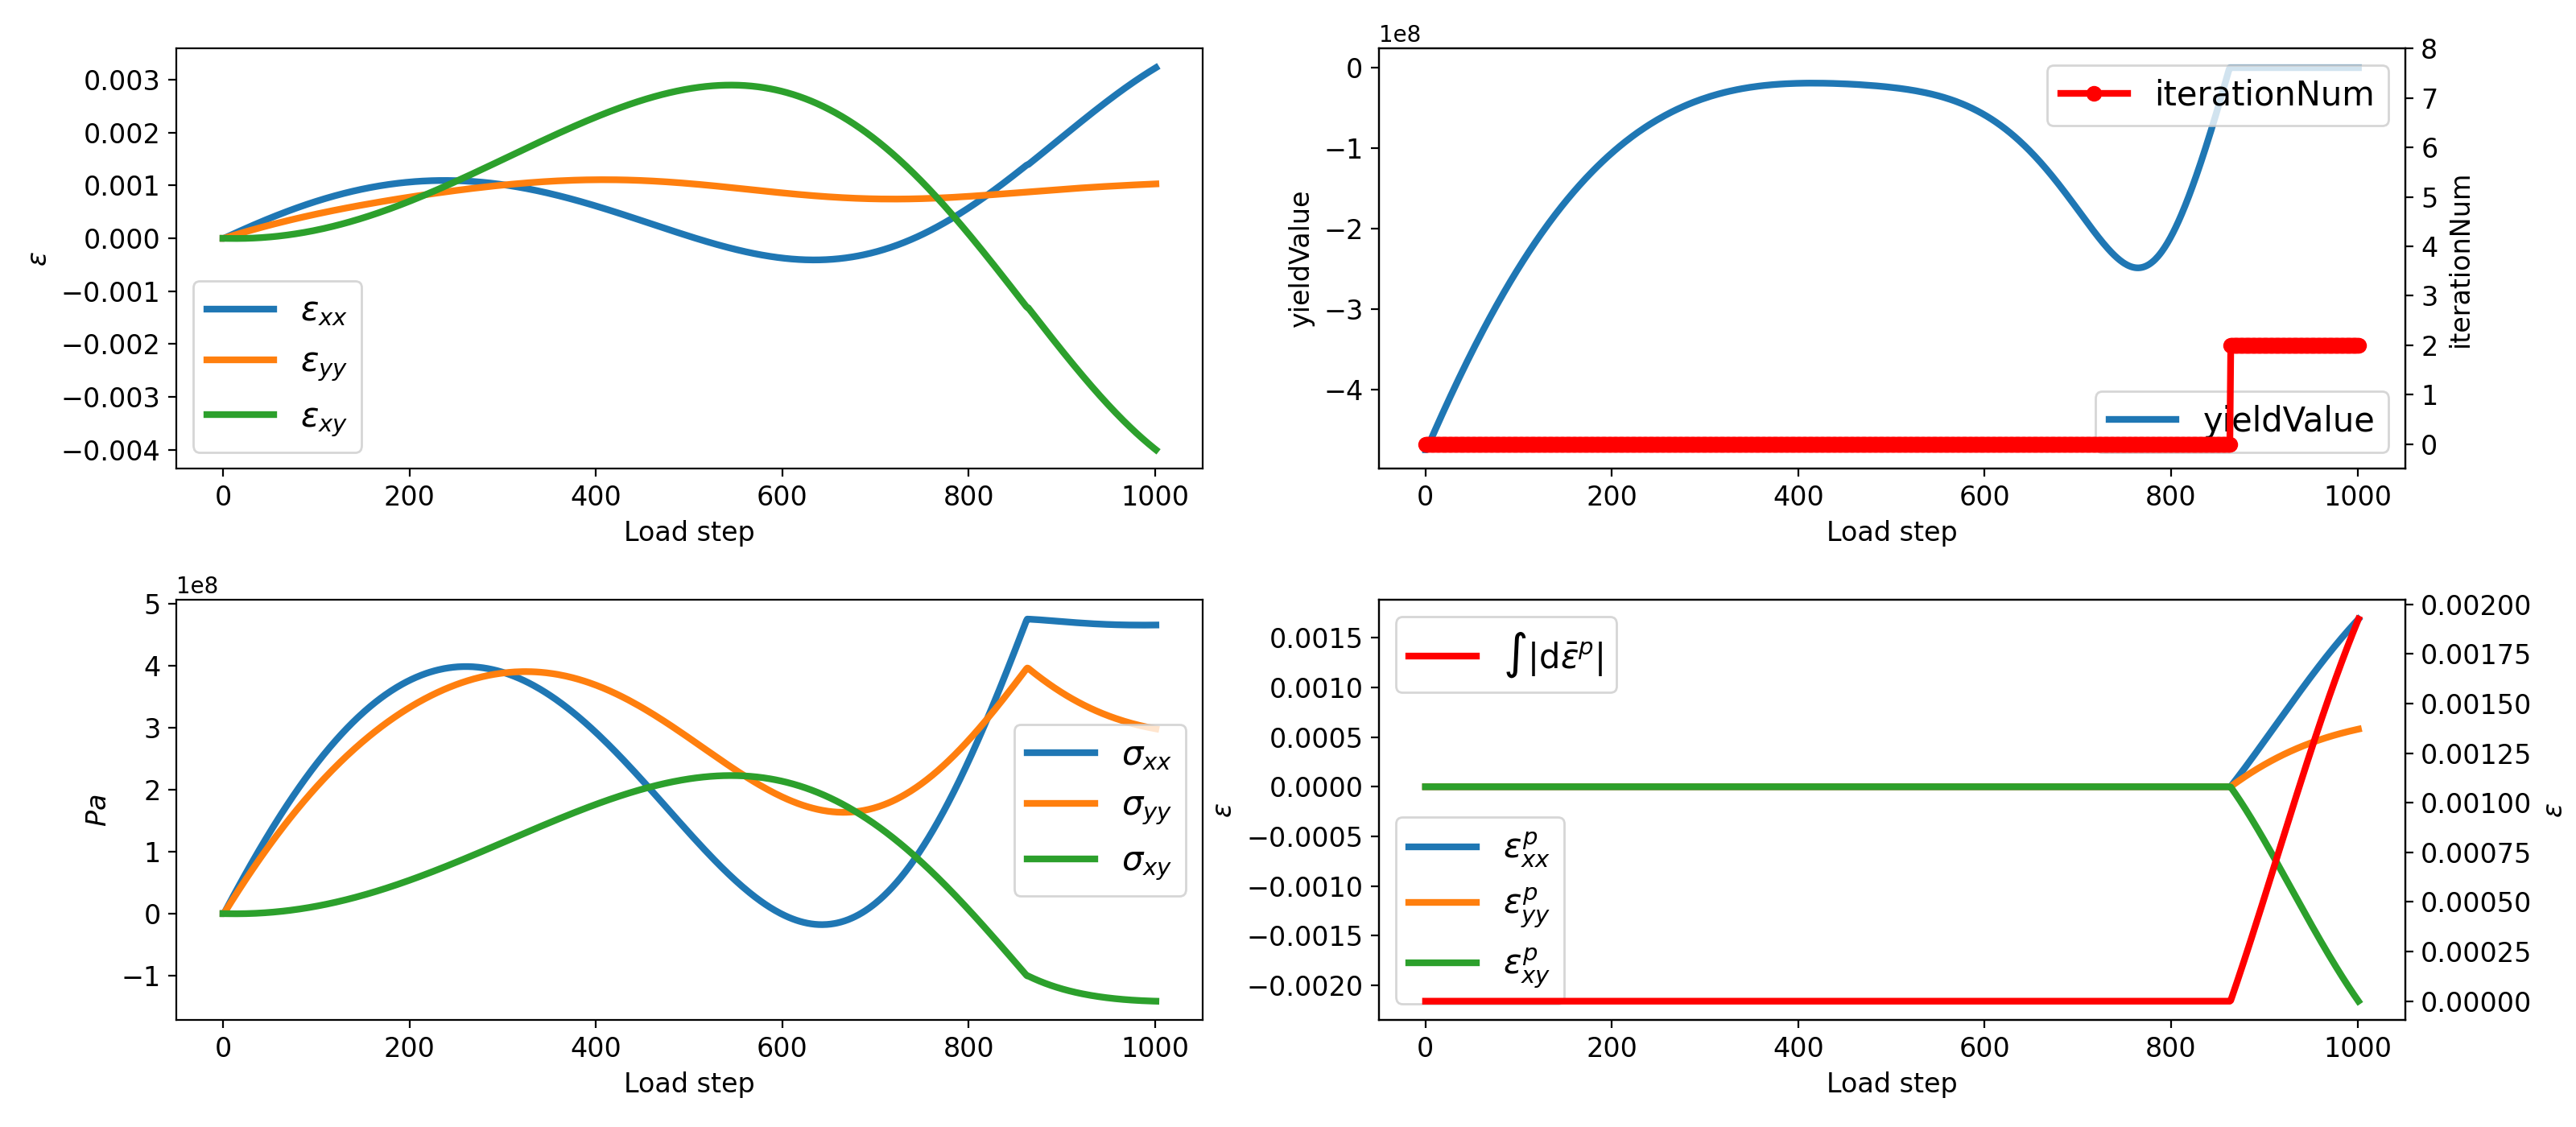 0.003
0.002
0.001
0.000
−0.001
−0.002
−0.003
−0.004
ε
ε_xx
ε_yy
ε_xy
0 200 400 600 800 1000
Load step
1e8
0
−1
−2
−3
−4
yieldValue
iterationNum
yieldValue
8
7
6
5
4
3
2
1
0
iterationNum
0 200 400 600 800 1000
Load step
1e8
5
4
3
2
1
0
−1
Pa
σ_xx
σ_yy
σ_xy
0 200 400 600 800 1000
Load step
0.0015
0.0010
0.0005
0.0000
−0.0005
−0.0010
−0.0015
−0.0020
ε
∫|dε̄^p|
ε^p_xx
ε^p_yy
ε^p_xy
0.00200
0.00175
0.00150
0.00125
0.00100
0.00075
0.00050
0.00025
0.00000
ε
0 200 400 600 800 1000
Load step